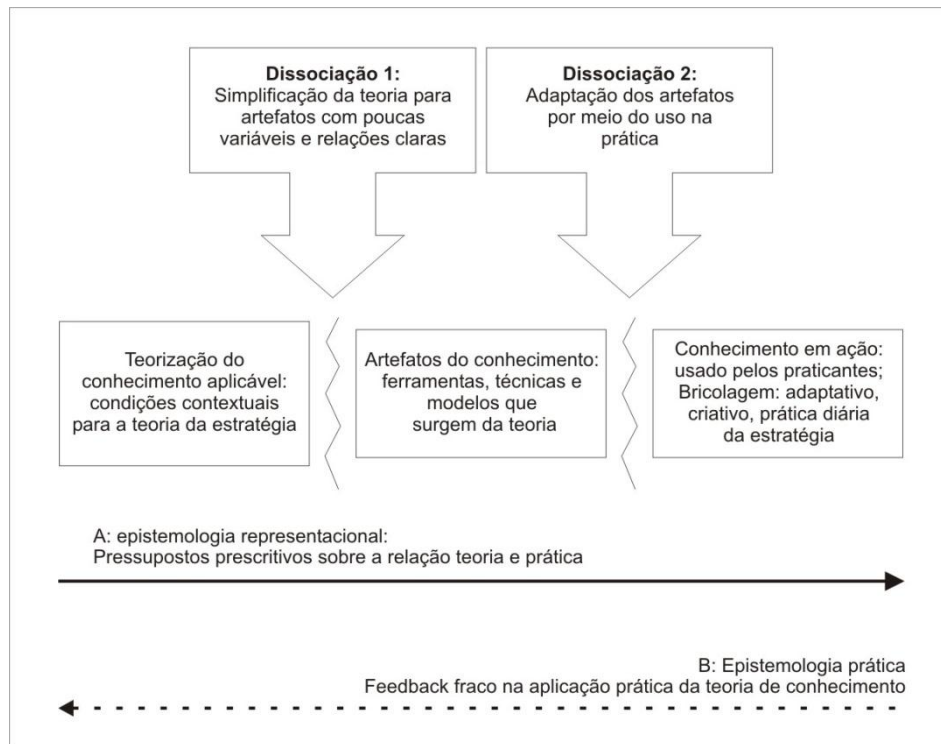 Dissociação 1:
Simplificação da teoria para
artefatos com poucas
variáveis e relações claras
Dissociação 2:
Adaptação dos artefatos
por meio do uso na
prática
Teorização do
conhecimento aplicável:
condições contextuais
para a teoria da estratégia
Artefatos do conhecimento:
ferramentas, técnicas e
modelos que
surgem da teoria
Conhecimento em ação:
usado pelos praticantes;
Bricolagem: adaptativo,
criativo, prática diária
da estratégia
A: epistemologia representacional:
Pressupostos prescritivos sobre a relação teoria e prática
B: Epistemologia prática
Feedback fraco na aplicação prática da teoria de conhecimento